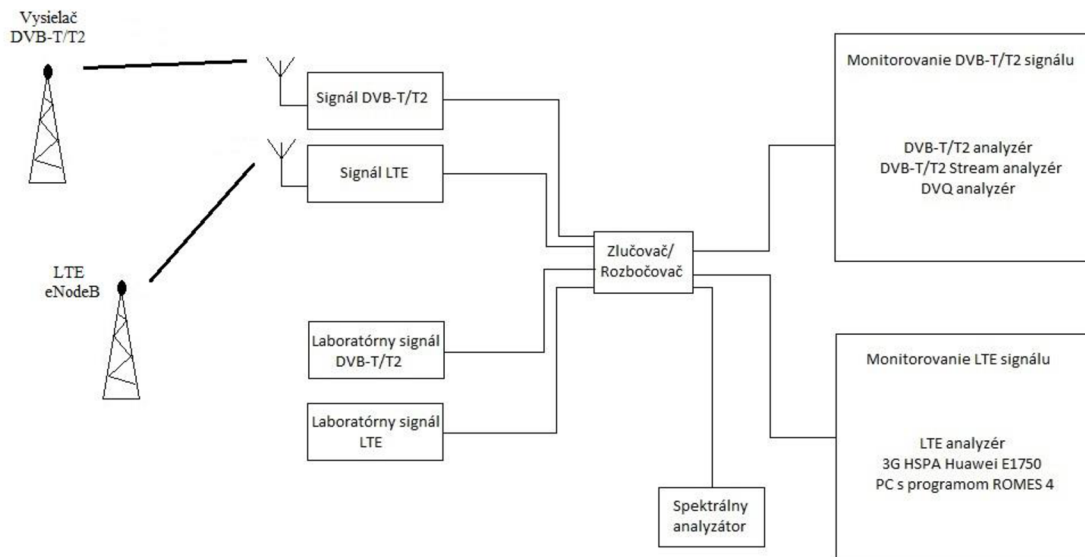 Vysielač
DVB-T/T2
Signál DVB-T/T2
Signál LTE
LTE
eNodeB
Laboratórny signál
DVB-T/T2
Laboratórny signál
LTE
Zlučovač/
Rozbočovač
Spektrálny
analyzátor
Monitorovanie DVB-T/T2 signálu
DVB-T/T2 analyzér
DVB-T/T2 Stream analyzér
DVQ analyzér
Monitorovanie LTE signálu
LTE analyzér
3G HSPA Huawei E1750
PC s programom ROMES 4